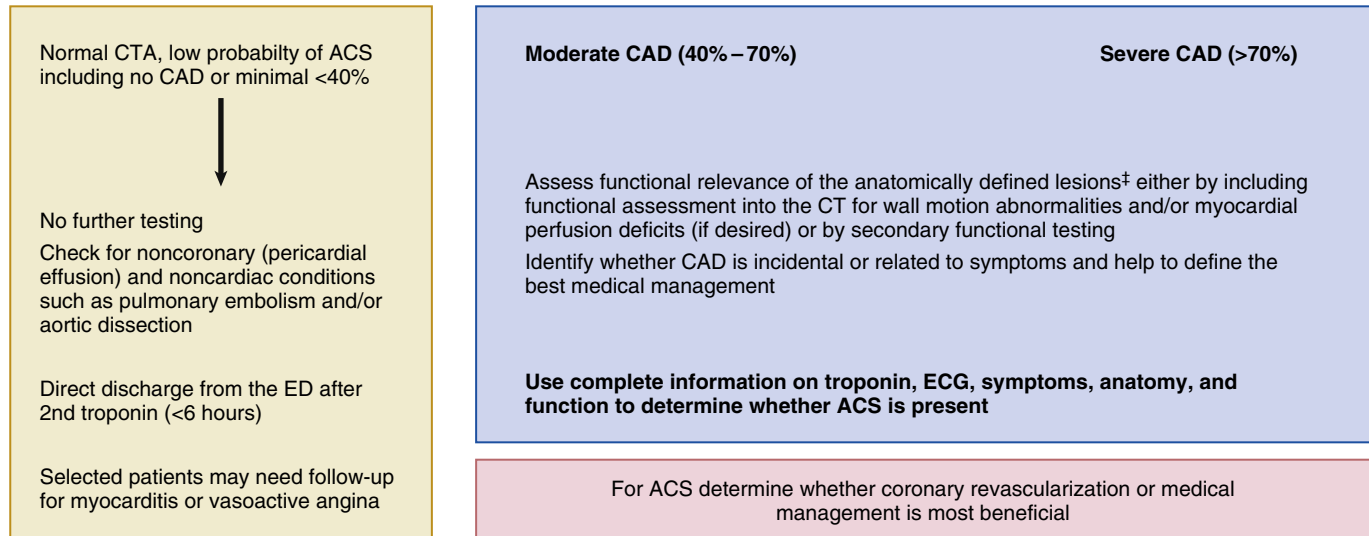 Normal CTA, low probabilty of ACS
including no CAD or minimal <40%
No further testing
Check for noncoronary (pericardial
effusion) and noncardiac conditions
such as pulmonary embolism and/or
aortic dissection
Direct discharge from the ED after
2nd troponin (<6 hours)
Selected patients may need follow-up
for myocarditis or vasoactive angina
Moderate CAD (40%–70%) Severe CAD (>70%)
Assess functional relevance of the anatomically defined lesions‡ either by including
functional assessment into the CT for wall motion abnormalities and/or myocardial
perfusion deficits (if desired) or by secondary functional testing
Identify whether CAD is incidental or related to symptoms and help to define the
best medical management
Use complete information on troponin, ECG, symptoms, anatomy, and
function to determine whether ACS is present
For ACS determine whether coronary revascularization or medical
management is most beneficial